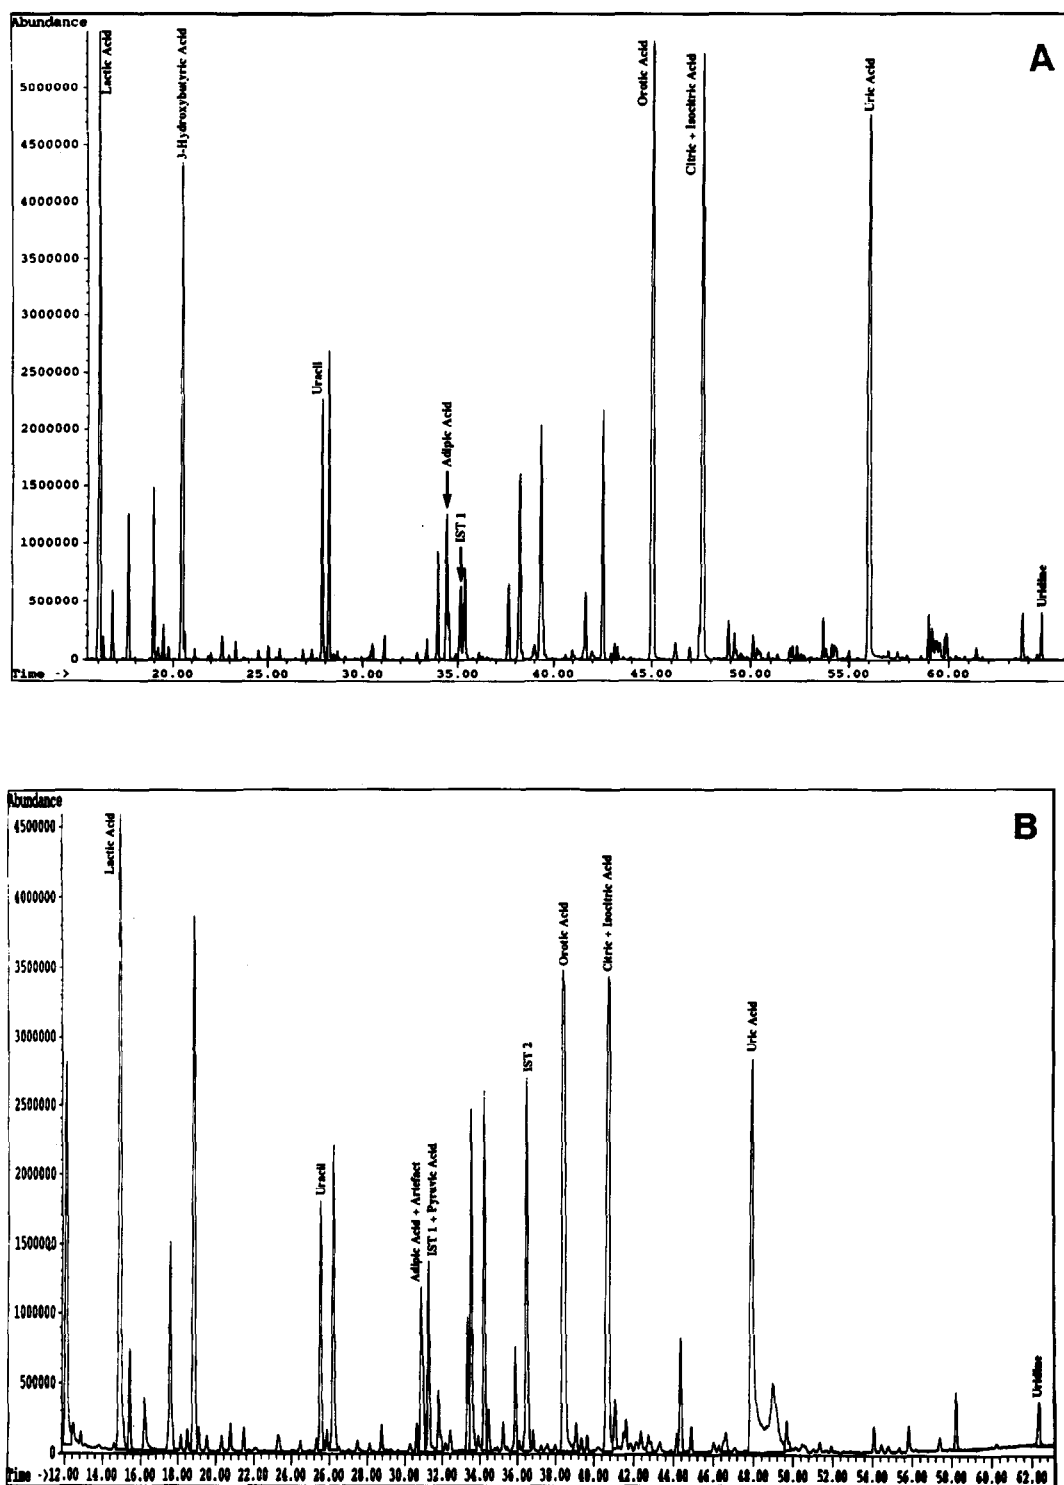 Abundance
A
Lactic Acid
3-Hydroxybutyric Acid
Uracil
Adipic Acid
IST 1
Orotic Acid
Citric + Isocitric Acid
Uric Acid
Uridine
5000000
4500000
4000000
3500000
3000000
2500000
2000000
1500000
1000000
500000
0
Time -> 20.00 25.00 30.00 35.00 40.00 45.00 50.00 55.00 60.00
Abundance
B
Lactic Acid
Uracil
Adipic Acid + Artefact
IST 1 + Pyruvic Acid
IST 2
Orotic Acid
Citric + Isocitric Acid
Uric Acid
Uridine
4500000
4000000
3500000
3000000
2500000
2000000
1500000
1000000
500000
0
Time ->12.00 14.00 16.00 18.00 20.00 22.00 24.00 26.00 28.00 30.00 32.00 34.00 36.00 38.00 40.00 42.00 44.00 46.00 48.00 50.00 52.00 54.00 56.00 58.00 60.00 62.00